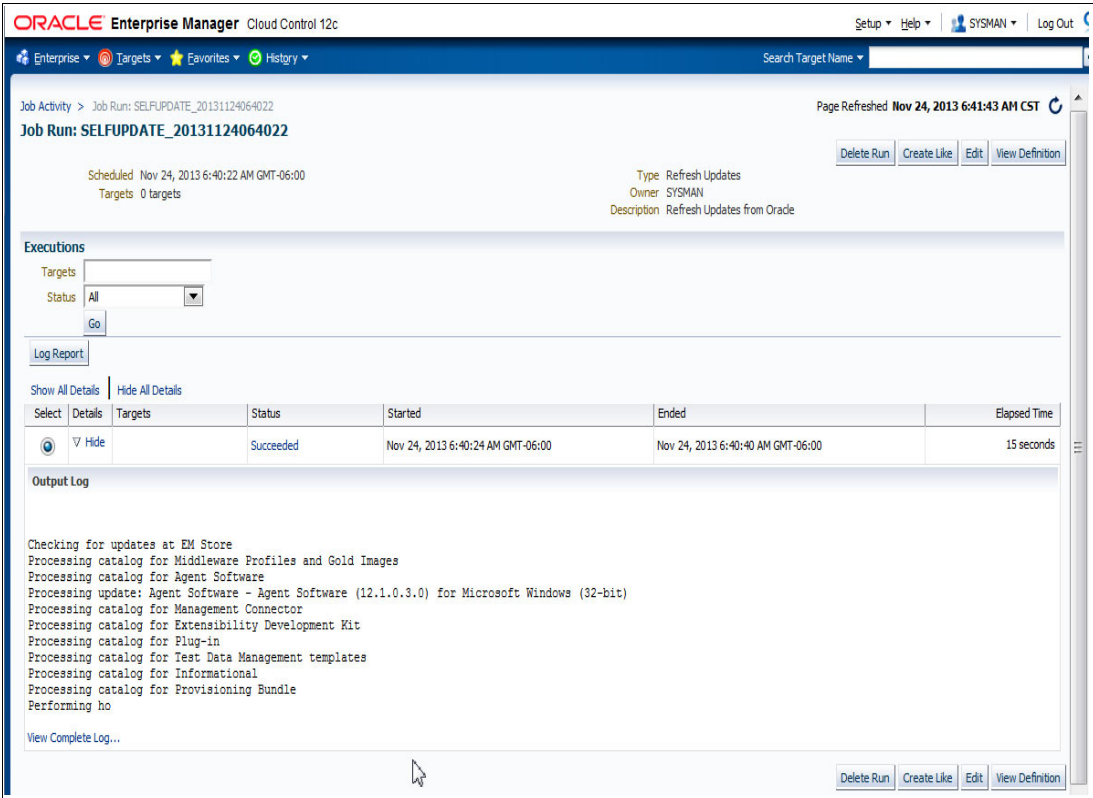 ORACLE Enterprise Manager Cloud Control 12c
Setup Help SYSMAN Log Out
Enterprise Targets Favorites History Search Target Name
Job Activity > Job Run: SELFUPDATE_20131124064022
Page Refreshed Nov 24, 2013 6:41:43 AM CST
Job Run: SELFUPDATE_20131124064022
Delete Run Create Like Edit View Definition
Scheduled Nov 24, 2013 6:40:22 AM GMT-06:00
Targets 0 targets
Type Refresh Updates
Owner SYSMAN
Description Refresh Updates from Oracle
Executions
Targets
Status All
Go
Log Report
Show All Details Hide All Details
Select Details Targets Status Started Ended Elapsed Time
Hide Succeeded Nov 24, 2013 6:40:24 AM GMT-06:00 Nov 24, 2013 6:40:40 AM GMT-06:00 15 seconds
Output Log
Checking for updates at EM Store
Processing catalog for Middleware Profiles and Gold Images
Processing catalog for Agent Software
Processing update: Agent Software - Agent Software (12.1.0.3.0) for Microsoft Windows (32-bit)
Processing catalog for Management Connector
Processing catalog for Extensibility Development Kit
Processing catalog for Plug-in
Processing catalog for Test Data Management templates
Processing catalog for Informational
Processing catalog for Provisioning Bundle
Performing ho
View Complete Log...
Delete Run Create Like Edit View Definition